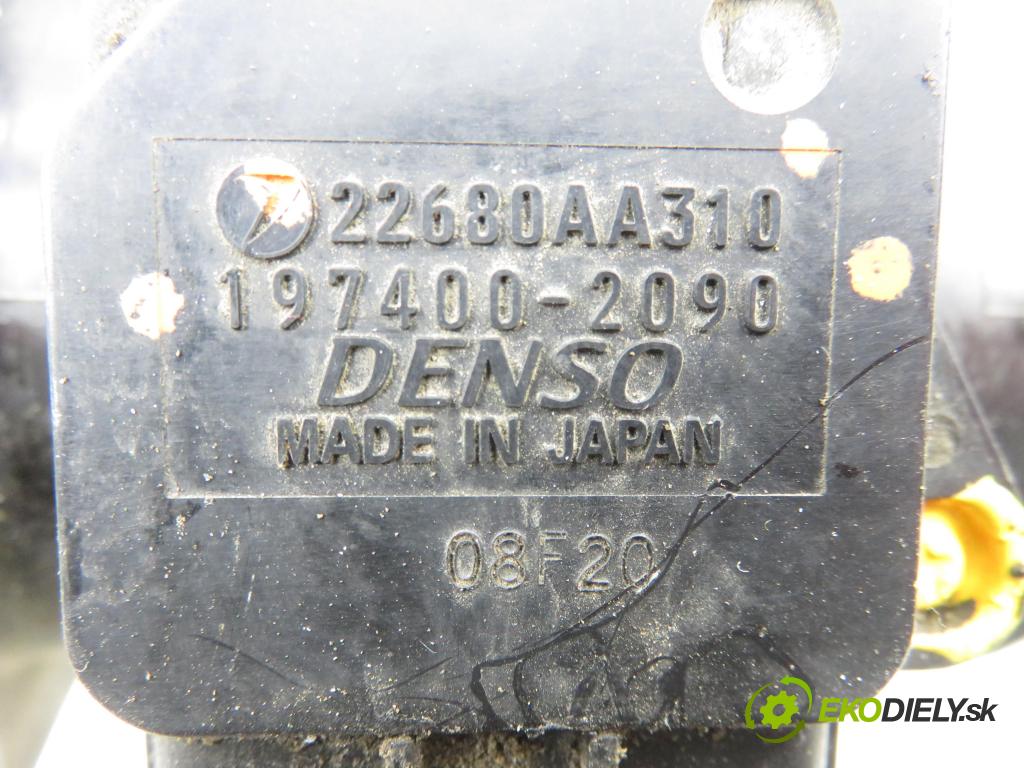 22680AA310
197400-2090
DENSO
MADE IN JAPAN
08F20
EKODIELY.sk